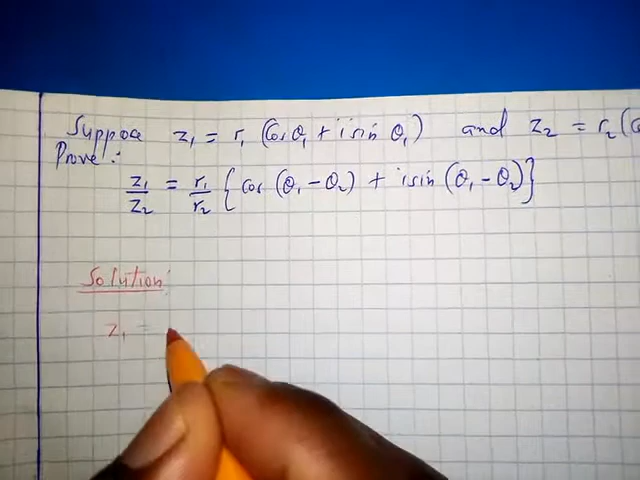 Suppose z₁ = r₁ (Cos θ₁ + i sin θ₁) and z₂ = r₂ (C
Prove :
z₁/z₂ = r₁/r₂ {cos (θ₁ - θ₂) + i sin (θ₁ - θ₂)}
Solution:
z₁ =